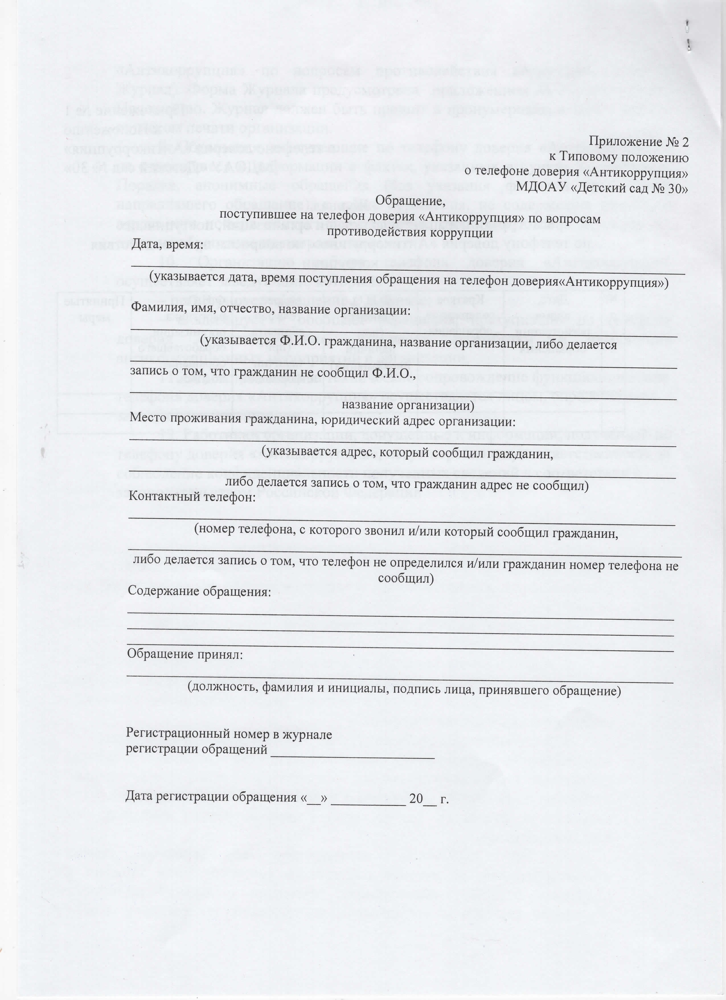 Приложение № 2
к Типовому положению
о телефоне доверия «Антикоррупция»
МДОАУ «Детский сад № 30»
Обращение,
поступившее на телефон доверия «Антикоррупция» по вопросам
противодействия коррупции
Дата, время:
(указывается дата, время поступления обращения на телефон доверия«Антикоррупция»)
Фамилия, имя, отчество, название организации:
(указывается Ф.И.О. гражданина, название организации, либо делается
запись о том, что гражданин не сообщил Ф.И.О.,
название организации)
Место проживания гражданина, юридический адрес организации:
(указывается адрес, который сообщил гражданин,
либо делается запись о том, что гражданин адрес не сообщил)
Контактный телефон:
(номер телефона, с которого звонил и/или который сообщил гражданин,
либо делается запись о том, что телефон не определился и/или гражданин номер телефона не
сообщил)
Содержание обращения:
Обращение принял:
(должность, фамилия и инициалы, подпись лица, принявшего обращение)
Регистрационный номер в журнале
регистрации обращений ______________________
Дата регистрации обращения «__» ___________ 20__ г.